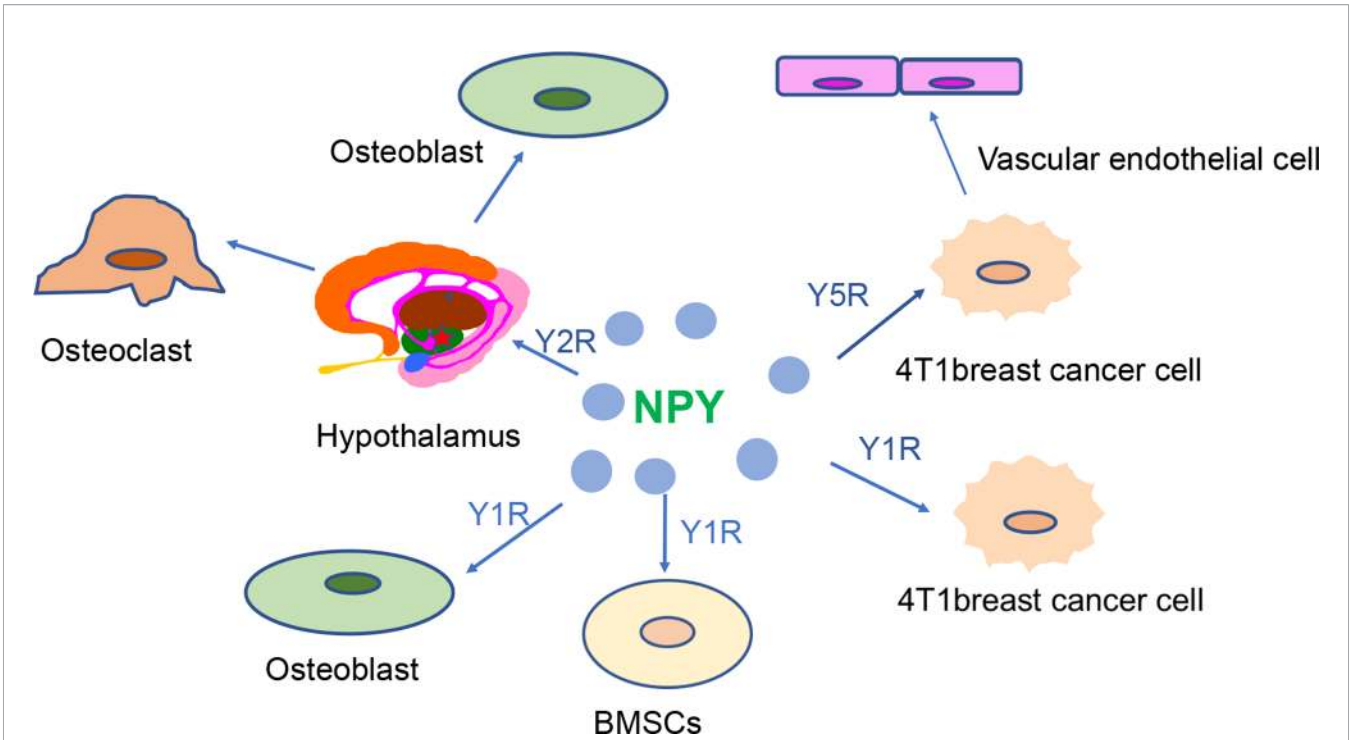 Osteoblast
Vascular endothelial cell
Osteoclast
Y2R
Y5R
4T1breast cancer cell
Hypothalamus
NPY
Y1R
Y1R
Y1R
4T1breast cancer cell
Osteoblast
BMSCs